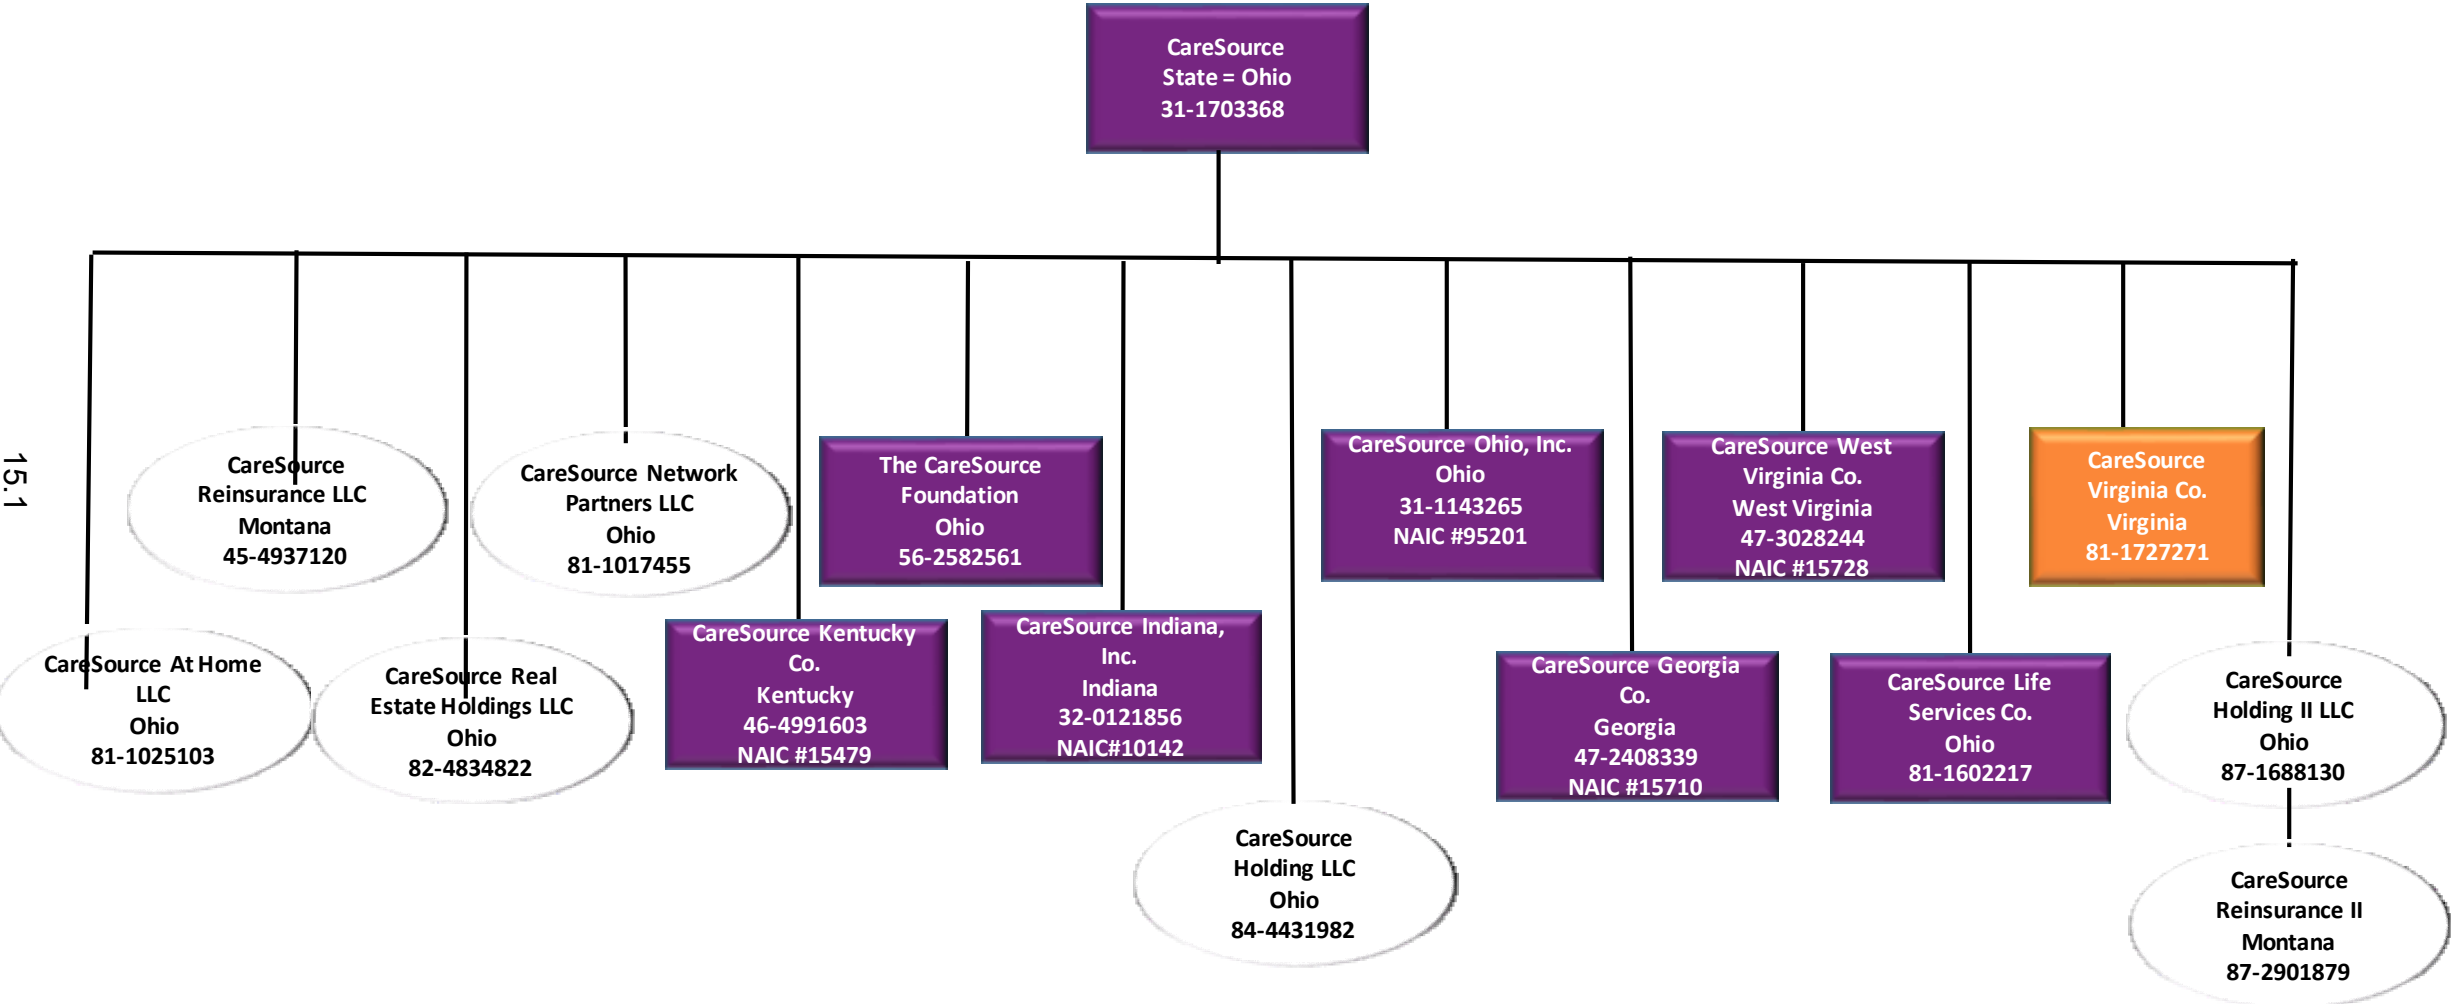 CareSource
State = Ohio
31-1703368
15.1
CareSource
Reinsurance LLC
Montana
45-4937120
CareSource Network
Partners LLC
Ohio
81-1017455
The CareSource
Foundation
Ohio
56-2582561
CareSource Ohio, Inc.
Ohio
31-1143265
NAIC #95201
CareSource West
Virginia Co.
West Virginia
47-3028244
NAIC #15728
CareSource
Virginia Co.
Virginia
81-1727271
CareSource At Home
LLC
Ohio
81-1025103
CareSource Real
Estate Holdings LLC
Ohio
82-4834822
CareSource Kentucky
Co.
Kentucky
46-4991603
NAIC #15479
CareSource Indiana,
Inc.
Indiana
32-0121856
NAIC#10142
CareSource Georgia
Co.
Georgia
47-2408339
NAIC #15710
CareSource Life
Services Co.
Ohio
81-1602217
CareSource
Holding II LLC
Ohio
87-1688130
CareSource
Holding LLC
Ohio
84-4431982
CareSource
Reinsurance II
Montana
87-2901879